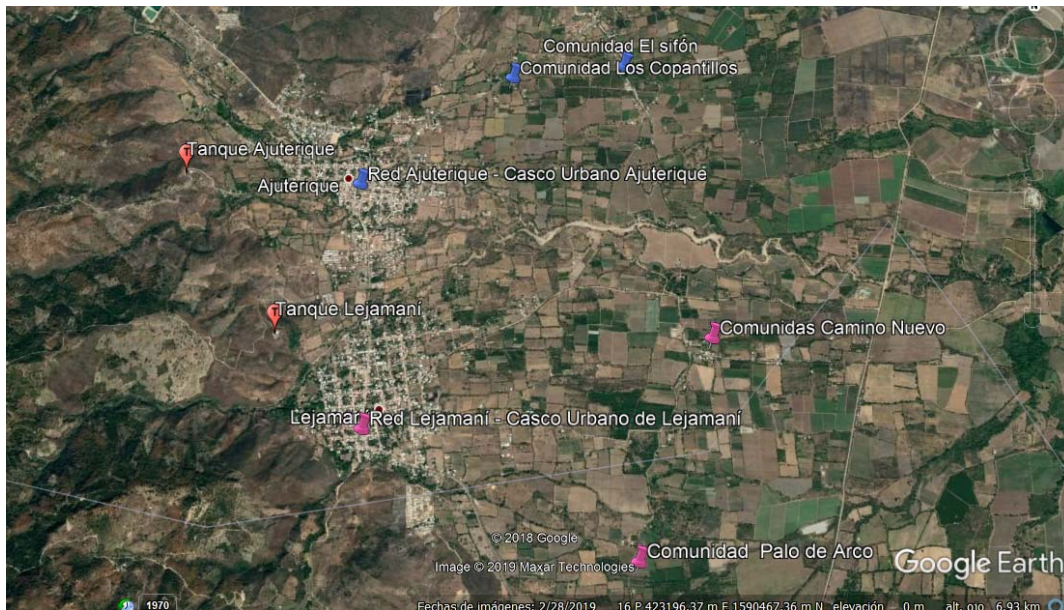 Comunidad El sifón
Comunidad Los Copantillos
Tanque Ajuterique
Red Ajuterique - Casco Urbano Ajuterique
Ajuterique
Tanque Lejamaní
Comunidas Camino Nuevo
Lejamar
Red Lejamaní - Casco Urbano de Lejamaní
© 2018 Google
Comunidad Palo de Arco
Image © 2019 Maxar Technologies
Google Earth
1970
Fechas de imágenes: 2/28/2019 16 P 423196.37 m E 1590467.36 m N elevación 0 m alt. ojo 6.93 km